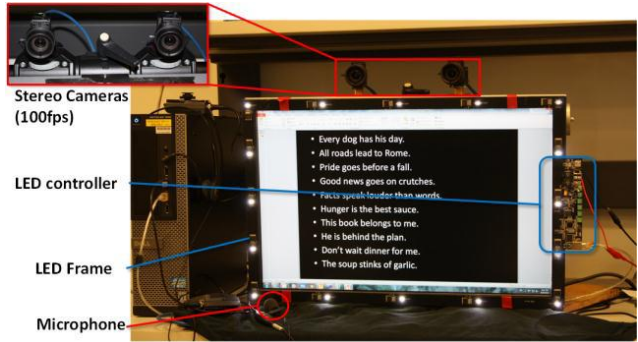 Stereo Cameras
(100fps)
LED controller
LED Frame
Microphone
• Every dog has his day.
• All roads lead to Rome.
• Pride goes before a fall.
• Good news goes on crutches.
• Facts speak louder than words.
• Hunger is the best sauce.
• This book belongs to me.
• He is behind the plan.
• Don't wait dinner for me.
• The soup stinks of garlic.